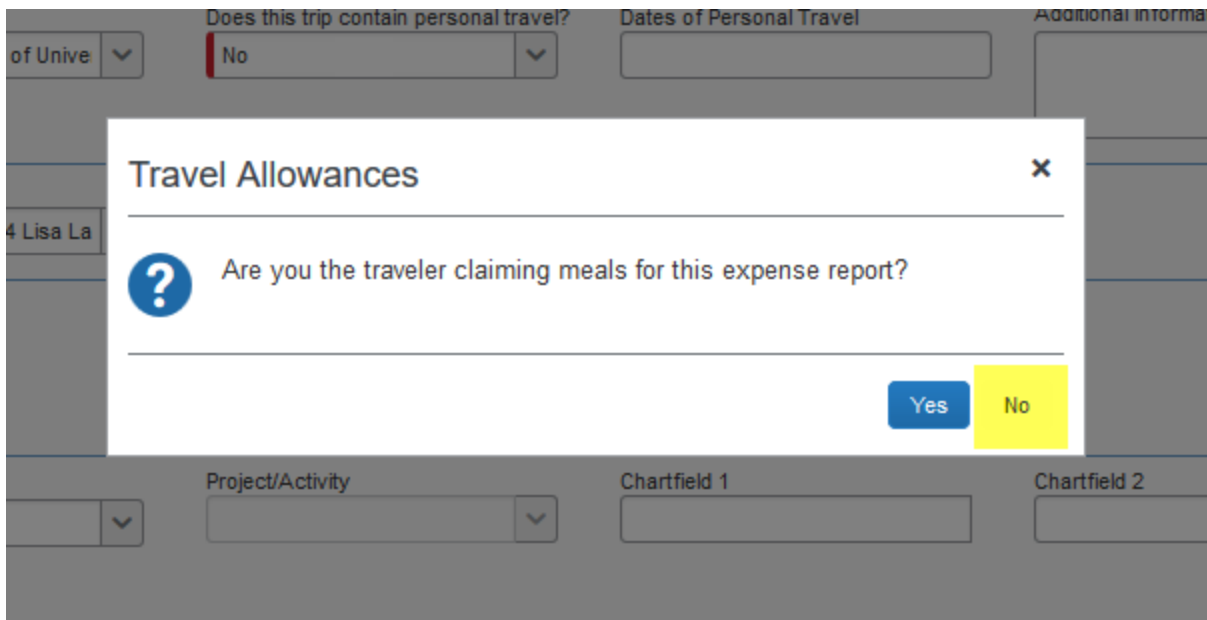 Does this trip contain personal travel?
Dates of Personal Travel
Additional Informa
of Unive
No
Travel Allowances
4 Lisa La
Are you the traveler claiming meals for this expense report?
Yes
No
Project/Activity
Chartfield 1
Chartfield 2